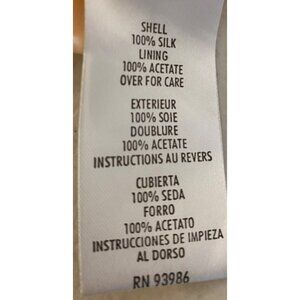 SHELL
100% SILK
LINING
100% ACETATE
OVER FOR CARE
EXTERIEUR
100% SOIE
DOUBLURE
100% ACETATE
INSTRUCTIONS AU REVERS
CUBIERTA
100% SEDA
FORRO
100% ACETATO
INSTRUCCIONES DE IMPIEZA
AL DORSO
RN 93986